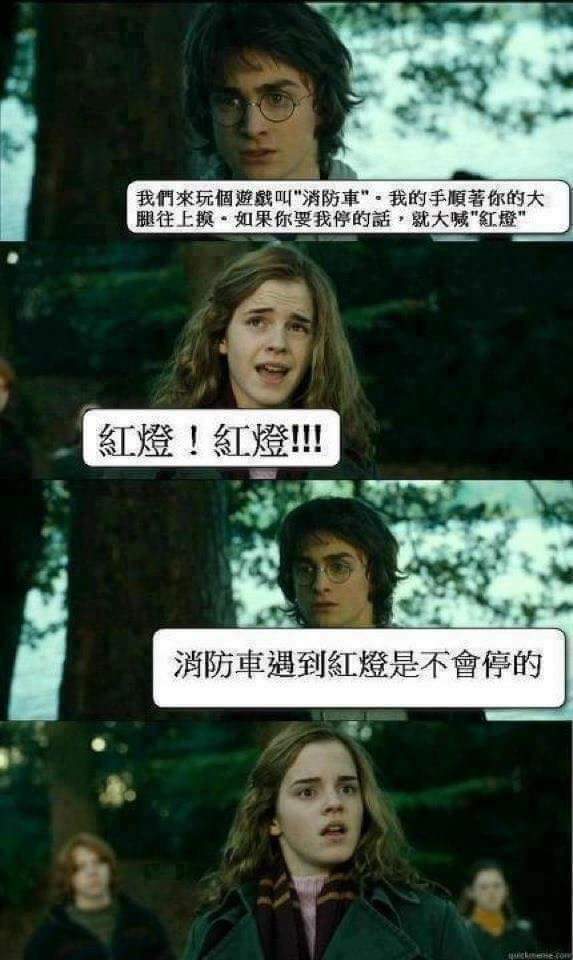 我們來玩個遊戲叫"消防車"。我的手順著你的大
腿往上摸。如果你要我停的話，就大喊"紅燈"
紅燈！紅燈!!!
消防車遇到紅燈是不會停的
quickmeme.com